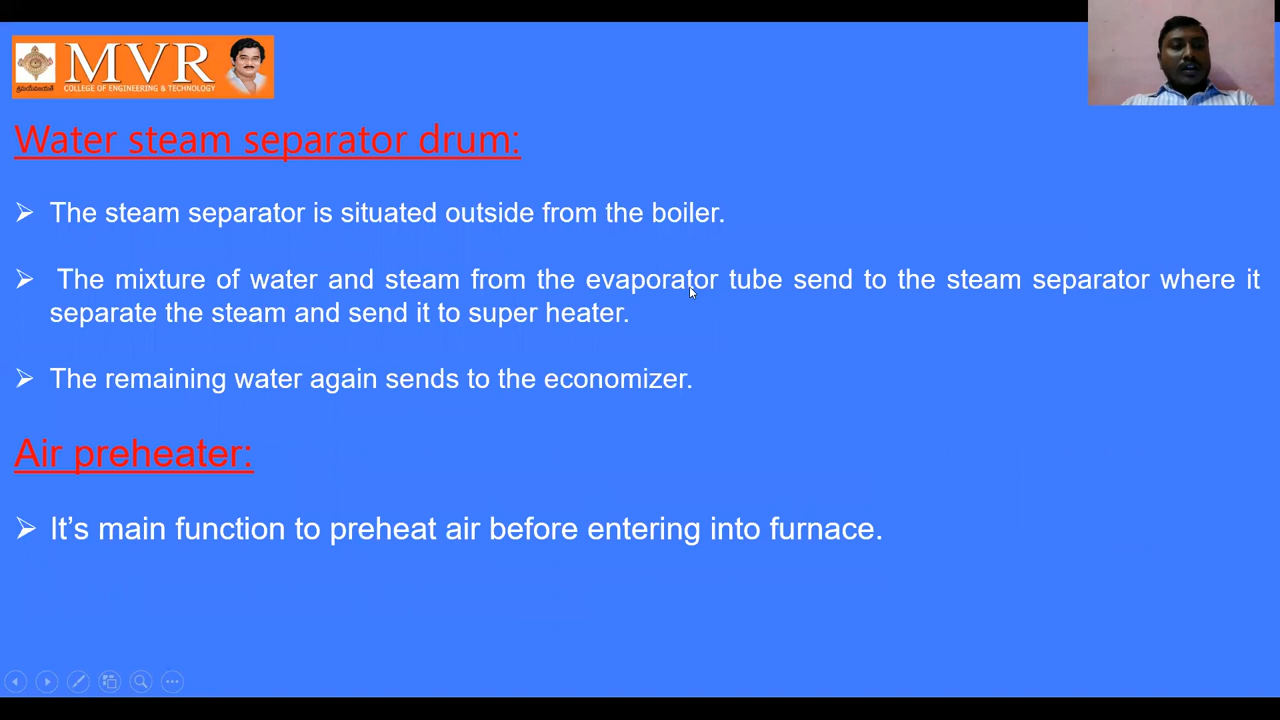 MVR
COLLEGE OF ENGINEERING & TECHNOLOGY
Water steam separator drum:
The steam separator is situated outside from the boiler.
The mixture of water and steam from the evaporator tube send to the steam separator where it
separate the steam and send it to super heater.
The remaining water again sends to the economizer.
Air preheater:
It’s main function to preheat air before entering into furnace.